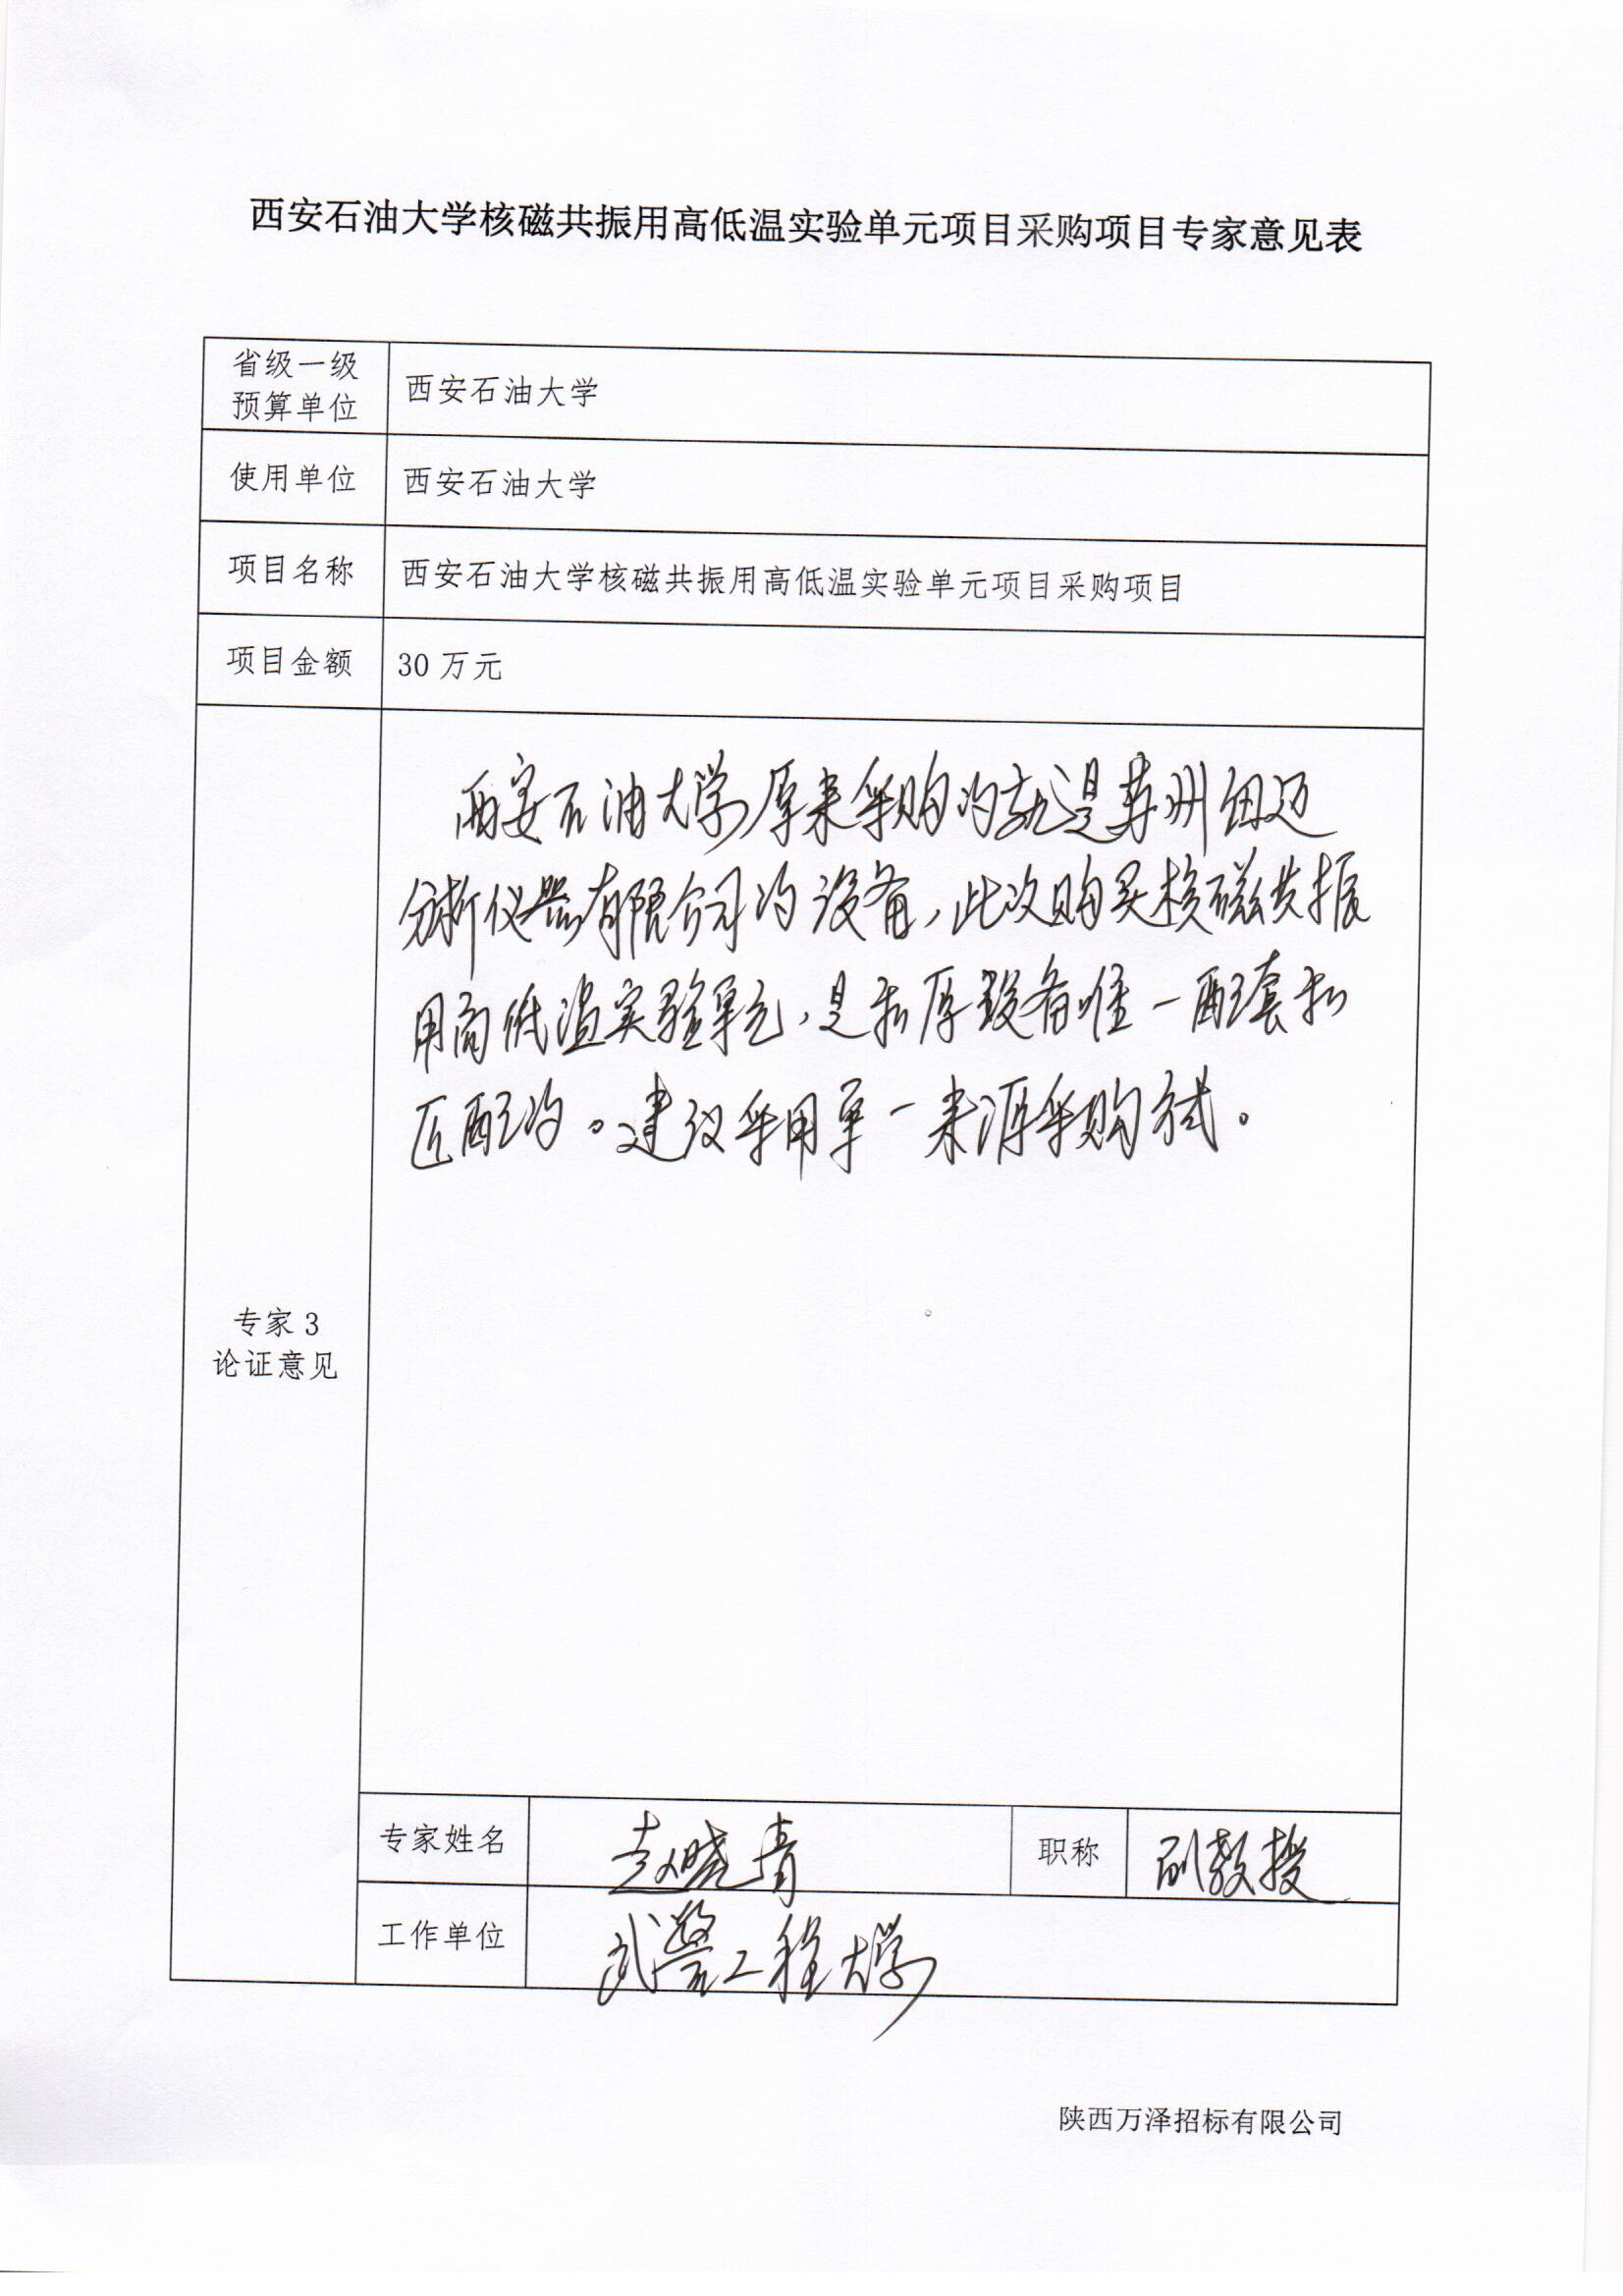 西安石油大学核磁共振用高低温实验单元项目采购项目专家意见表
省级一级
预算单位
西安石油大学
使用单位
西安石油大学
项目名称
西安石油大学核磁共振用高低温实验单元项目采购项目
项目金额
30万元
西安石油大学原来采购的就是苏州纽迈
分析仪器有限公司的设备,此次购买核磁共振
用高低温实验单元,是和原设备唯一配套和
匹配的。建议采用单一来源采购方式。
专家3
论证意见
专家姓名
赵晓青
职称
副教授
工作单位
武警工程大学
陕西万泽招标有限公司